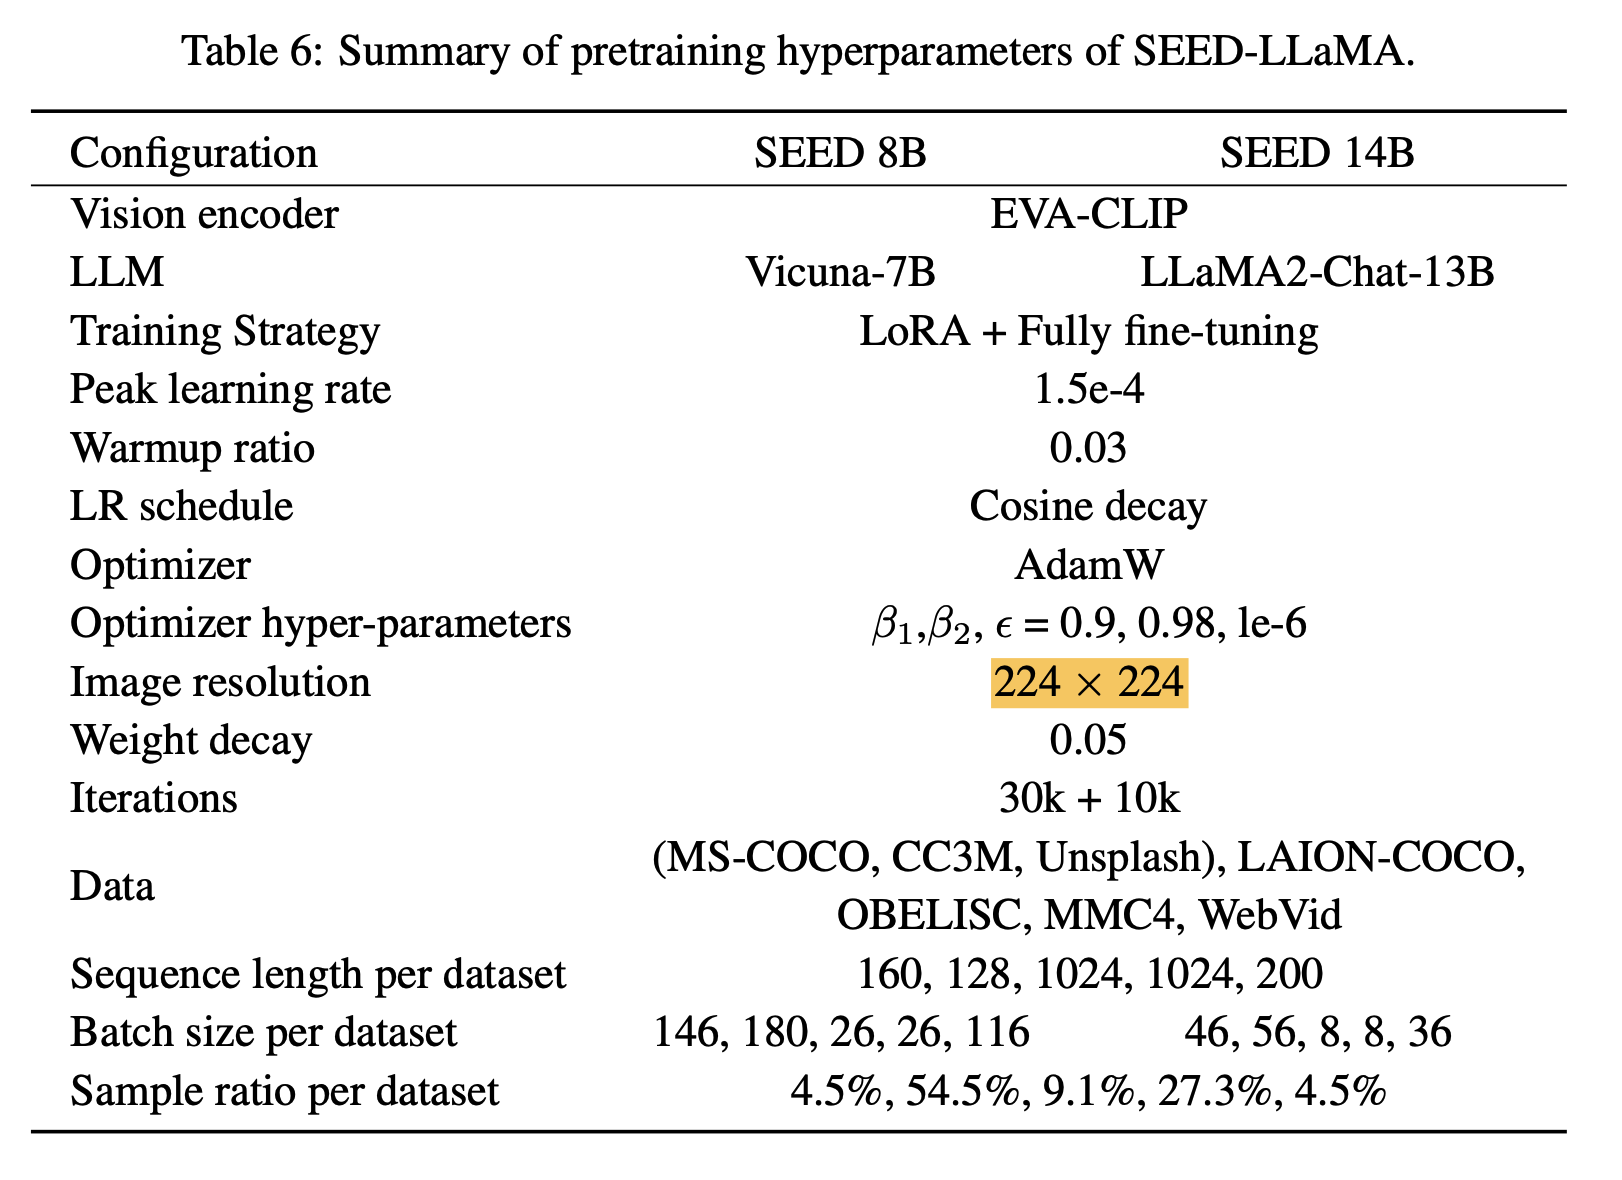 Table 6: Summary of pretraining hyperparameters of SEED-LLaMA.
Configuration SEED 8B SEED 14B
Vision encoder EVA-CLIP
LLM Vicuna-7B LLaMA2-Chat-13B
Training Strategy LoRA + Fully fine-tuning
Peak learning rate 1.5e-4
Warmup ratio 0.03
LR schedule Cosine decay
Optimizer AdamW
Optimizer hyper-parameters β₁,β₂, ϵ = 0.9, 0.98, le-6
Image resolution 224 × 224
Weight decay 0.05
Iterations 30k + 10k
Data (MS-COCO, CC3M, Unsplash), LAION-COCO,
OBELISC, MMC4, WebVid
Sequence length per dataset 160, 128, 1024, 1024, 200
Batch size per dataset 146, 180, 26, 26, 116 46, 56, 8, 8, 36
Sample ratio per dataset 4.5%, 54.5%, 9.1%, 27.3%, 4.5%